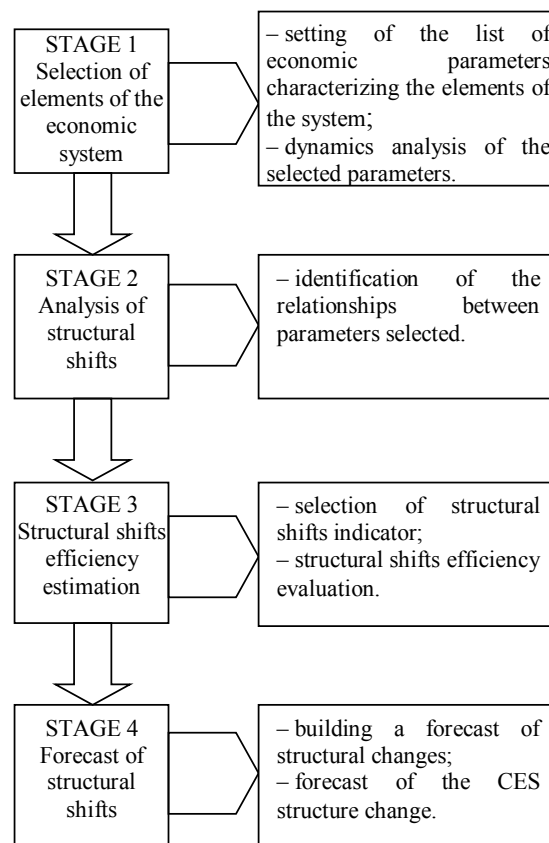 STAGE 1
Selection of
elements of the
economic
system
– setting of the list of
economic parameters
characterizing the elements of
the system;
– dynamics analysis of the
selected parameters.
STAGE 2
Analysis of
structural
shifts
– identification of the
relationships between
parameters selected.
STAGE 3
Structural shifts
efficiency
estimation
– selection of structural
shifts indicator;
– structural shifts efficiency
evaluation.
STAGE 4
Forecast of
structural
shifts
– building a forecast of
structural changes;
– forecast of the CES
structure change.